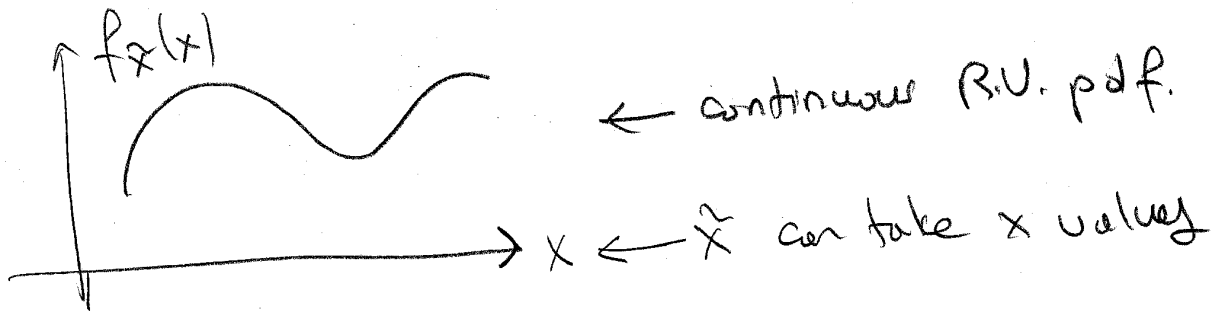 f_x̃(x)
← continuous R.V. pdf.
x ← x̃ can take x values